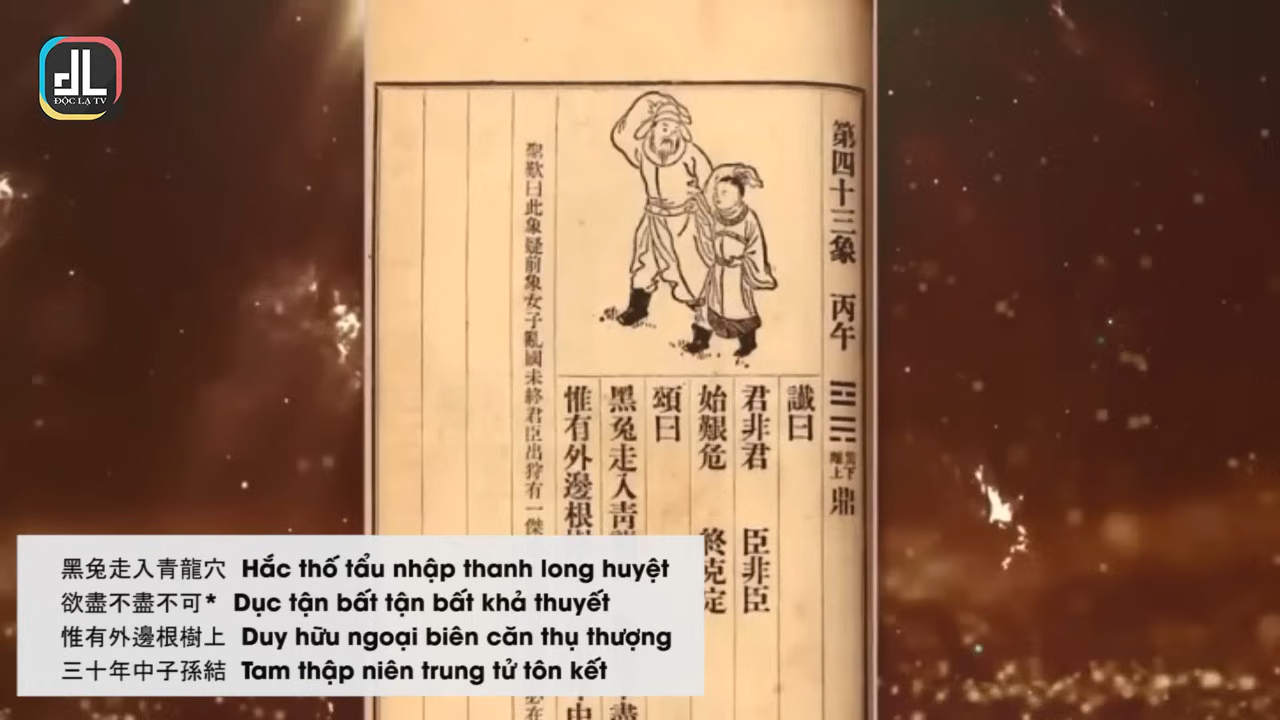 ĐỘC LẠ TV
第四十三象 丙午
巽下
離上
鼎
讖曰
君非君 臣非臣
始艱危 終克定
頌曰
黑兔走入青
惟有外邊根
聖歎曰此象疑前象女子亂國未終君臣出狩有一傑
黑兔走入青龍穴 Hắc thố tẩu nhập thanh long huyệt
欲盡不盡不可* Dục tận bất tận bất khả thuyết
惟有外邊根樹上 Duy hữu ngoại biên căn thụ thượng
三十年中子孫結 Tam thập niên trung tử tôn kết